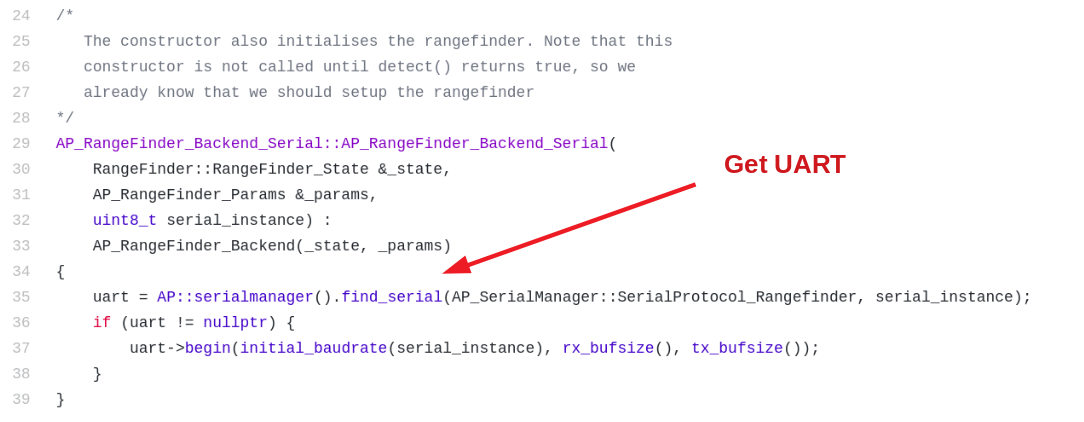 24 /*
25    The constructor also initialises the rangefinder. Note that this
26    constructor is not called until detect() returns true, so we
27    already know that we should setup the rangefinder
28 */
29 AP_RangeFinder_Backend_Serial::AP_RangeFinder_Backend_Serial(
Get UART
30     RangeFinder::RangeFinder_State &_state,
31     AP_RangeFinder_Params &_params,
32     uint8_t serial_instance) :
33     AP_RangeFinder_Backend(_state, _params)
34 {
35     uart = AP::serialmanager().find_serial(AP_SerialManager::SerialProtocol_Rangefinder, serial_instance);
36     if (uart != nullptr) {
37         uart->begin(initial_baudrate(serial_instance), rx_bufsize(), tx_bufsize());
38     }
39 }